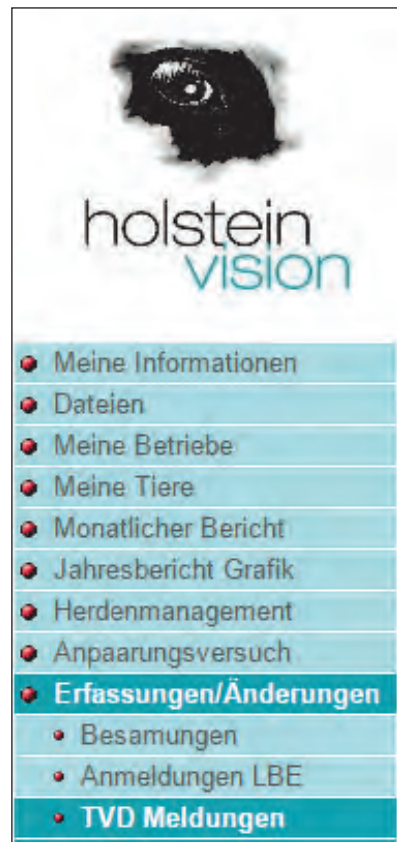 holstein
vision
Meine Informationen
Dateien
Meine Betriebe
Meine Tiere
Monatlicher Bericht
Jahresbericht Grafik
Herdenmanagement
Anpaarungsversuch
Erfassungen/Änderungen
Besamungen
Anmeldungen LBE
TVD Meldungen